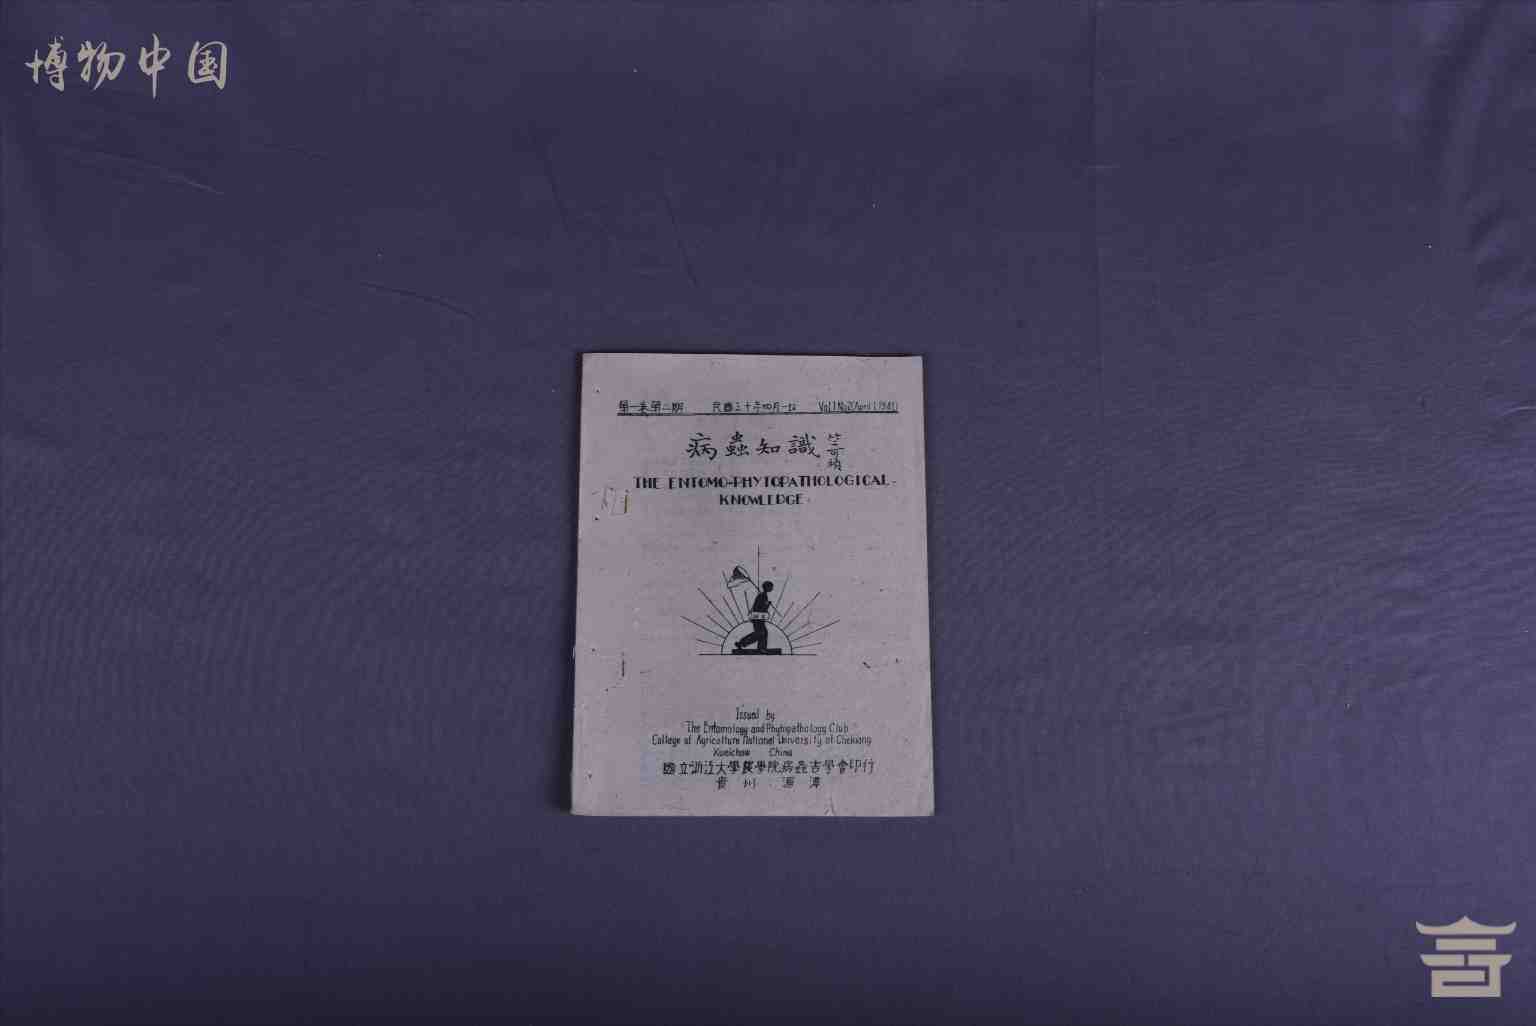 博物中国
第一卷第二期 民國三十年四月一日 Vol.1 No.2 April 1.1941
病蟲知識
THE ENTOMO-PHYTOPATHOLOGICAL
KNOWLEDGE
Issued by
The Entomology and Phytopathology Club
College of Agriculture National University of Chekiang
Kweichow China
國立浙江大學農學院病蟲害學會印行
貴州 湄潭